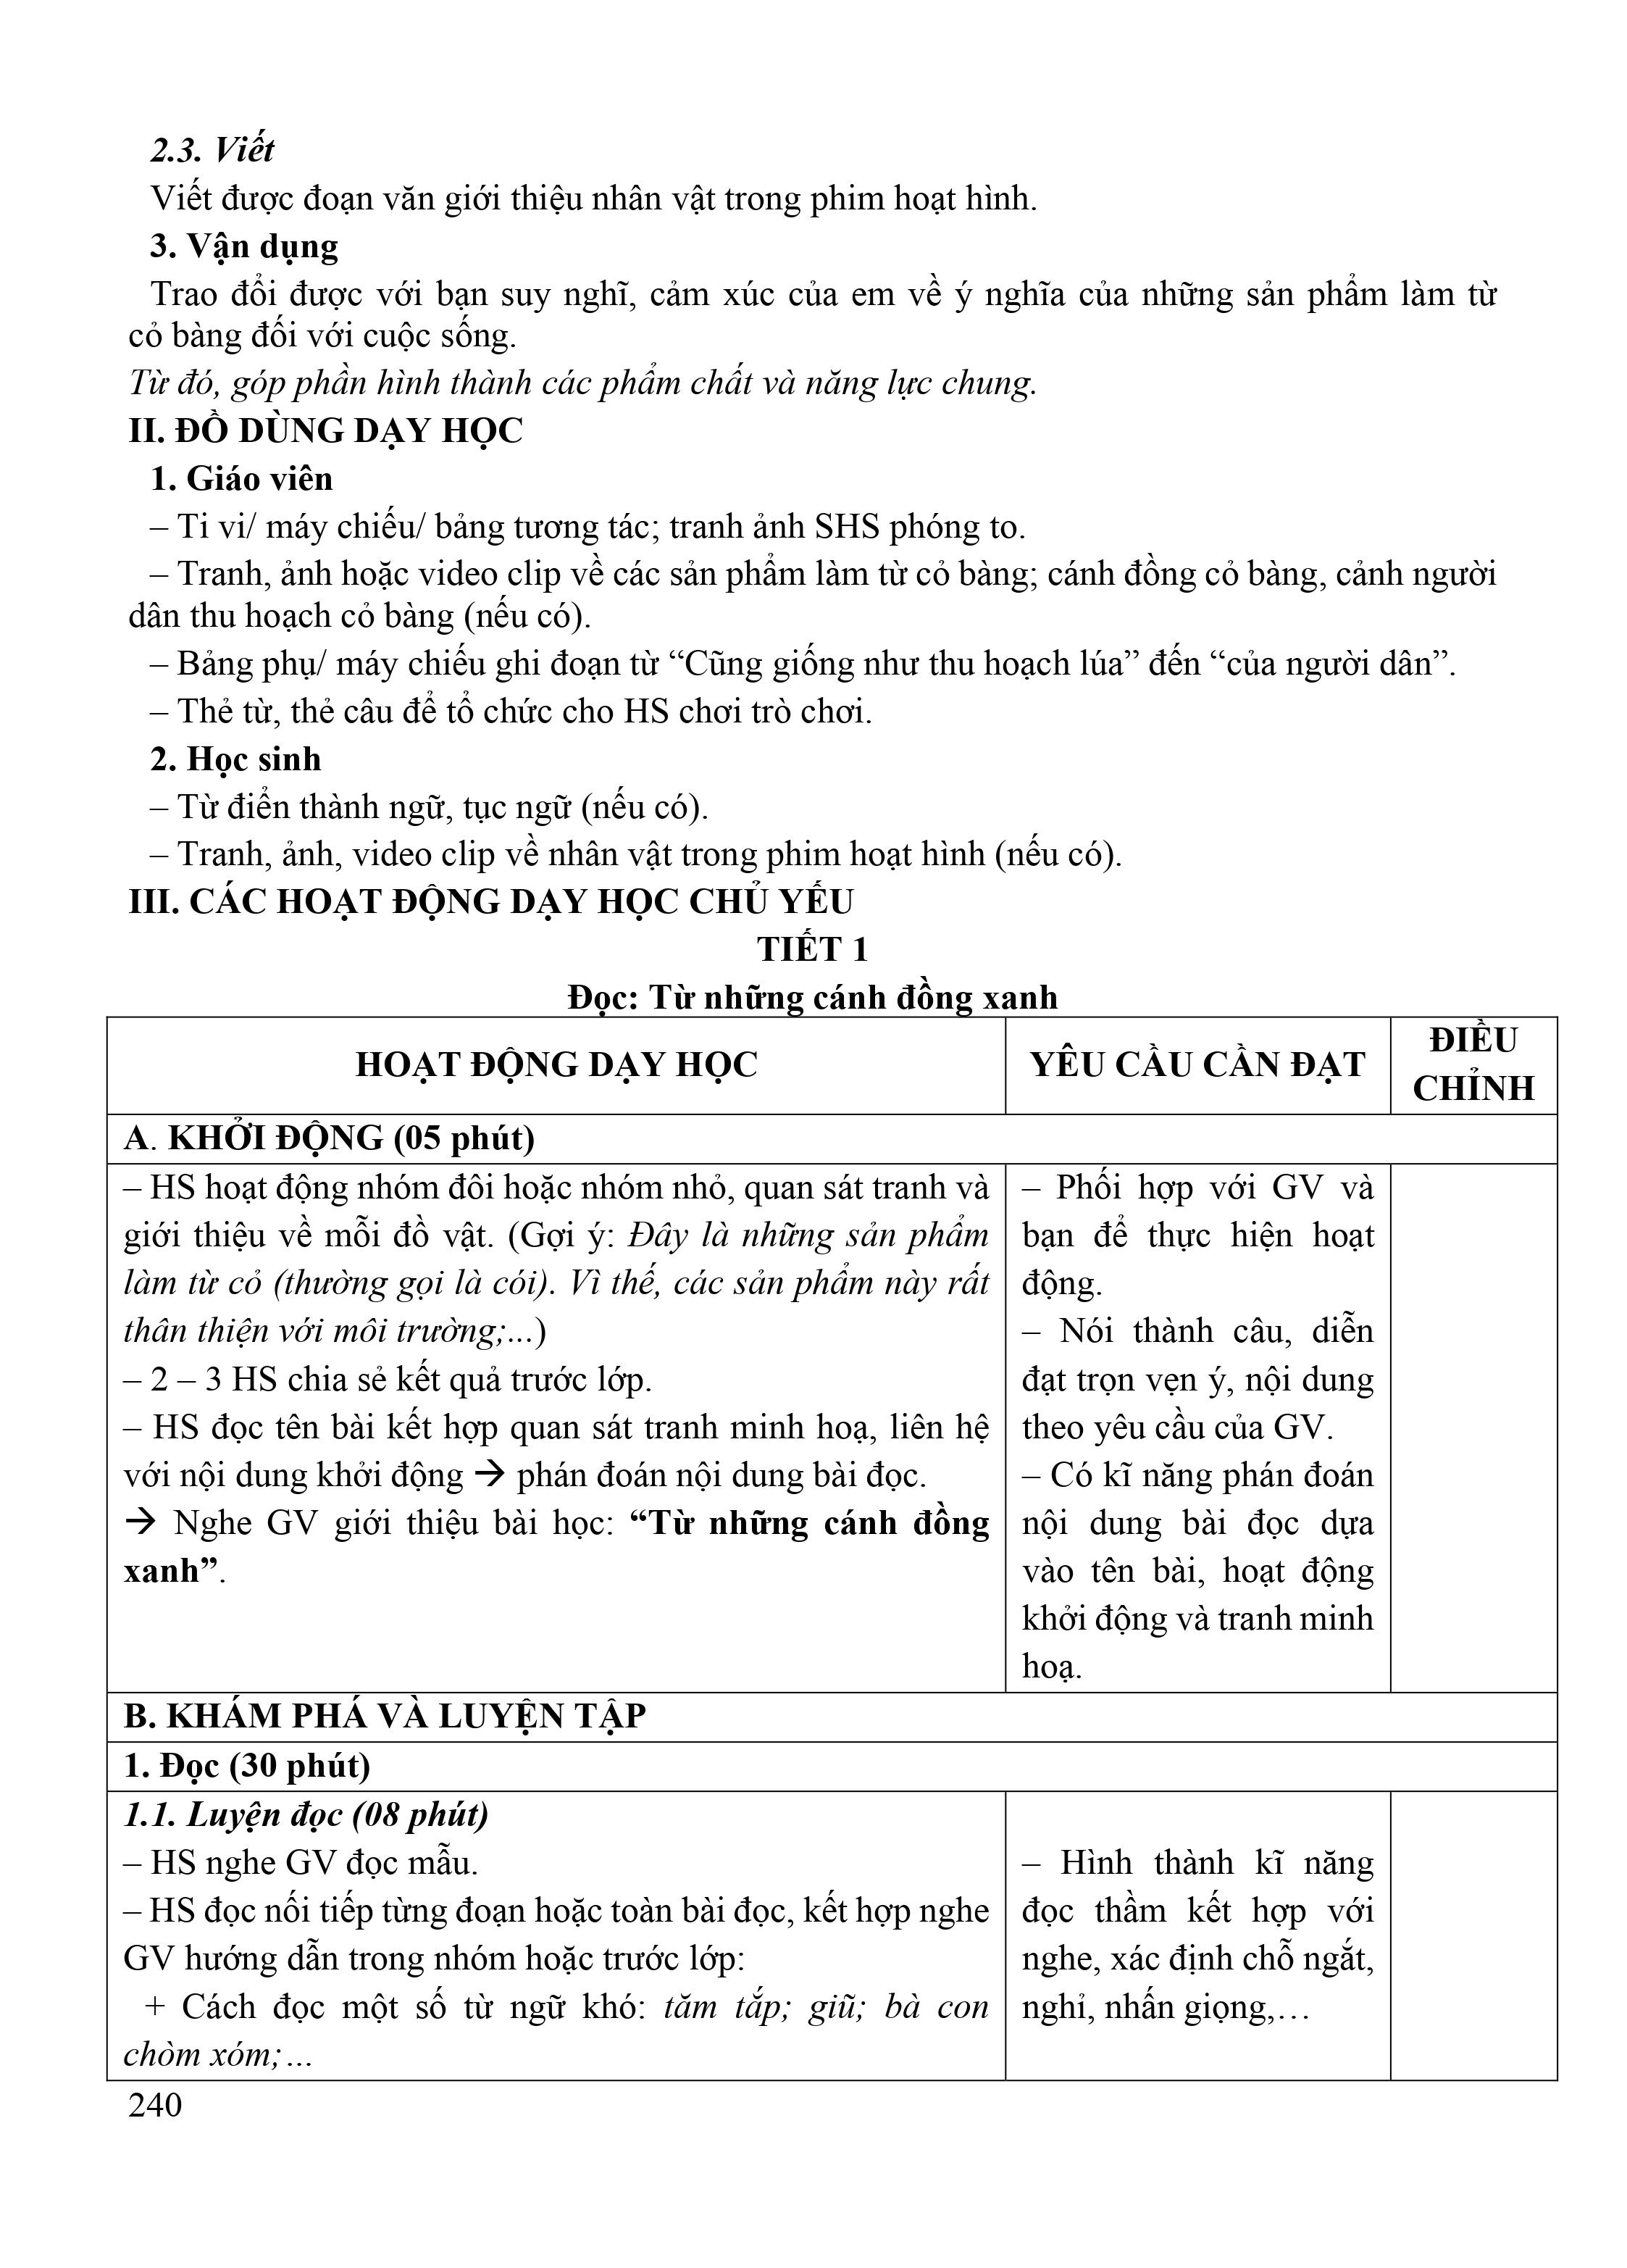 2.3. Viết
Viết được đoạn văn giới thiệu nhân vật trong phim hoạt hình.
3. Vận dụng
Trao đổi được với bạn suy nghĩ, cảm xúc của em về ý nghĩa của những sản phẩm làm từ
cỏ bàng đối với cuộc sống.
Từ đó, góp phần hình thành các phẩm chất và năng lực chung.
II. ĐỒ DÙNG DẠY HỌC
1. Giáo viên
– Ti vi/ máy chiếu/ bảng tương tác; tranh ảnh SHS phóng to.
– Tranh, ảnh hoặc video clip về các sản phẩm làm từ cỏ bàng; cánh đồng cỏ bàng, cảnh người
dân thu hoạch cỏ bàng (nếu có).
– Bảng phụ/ máy chiếu ghi đoạn từ “Cũng giống như thu hoạch lúa” đến “của người dân”.
– Thẻ từ, thẻ câu để tổ chức cho HS chơi trò chơi.
2. Học sinh
– Từ điển thành ngữ, tục ngữ (nếu có).
– Tranh, ảnh, video clip về nhân vật trong phim hoạt hình (nếu có).
III. CÁC HOẠT ĐỘNG DẠY HỌC CHỦ YẾU
TIẾT 1
Đọc: Từ những cánh đồng xanh
HOẠT ĐỘNG DẠY HỌC
YÊU CẦU CẦN ĐẠT
ĐIỀU
CHỈNH
A. KHỞI ĐỘNG (05 phút)
– HS hoạt động nhóm đôi hoặc nhóm nhỏ, quan sát tranh và
giới thiệu về mỗi đồ vật. (Gợi ý: Đây là những sản phẩm
làm từ cỏ (thường gọi là cói). Vì thế, các sản phẩm này rất
thân thiện với môi trường;...)
– 2 – 3 HS chia sẻ kết quả trước lớp.
– HS đọc tên bài kết hợp quan sát tranh minh hoạ, liên hệ
với nội dung khởi động → phán đoán nội dung bài đọc.
→ Nghe GV giới thiệu bài học: “Từ những cánh đồng
xanh”.
– Phối hợp với GV và
bạn để thực hiện hoạt
động.
– Nói thành câu, diễn
đạt trọn vẹn ý, nội dung
theo yêu cầu của GV.
– Có kĩ năng phán đoán
nội dung bài đọc dựa
vào tên bài, hoạt động
khởi động và tranh minh
hoạ.
B. KHÁM PHÁ VÀ LUYỆN TẬP
1. Đọc (30 phút)
1.1. Luyện đọc (08 phút)
– HS nghe GV đọc mẫu.
– HS đọc nối tiếp từng đoạn hoặc toàn bài đọc, kết hợp nghe
GV hướng dẫn trong nhóm hoặc trước lớp:
+ Cách đọc một số từ ngữ khó: tăm tắp; giũ; bà con
chòm xóm;…
– Hình thành kĩ năng
đọc thầm kết hợp với
nghe, xác định chỗ ngắt,
nghỉ, nhấn giọng,…
240